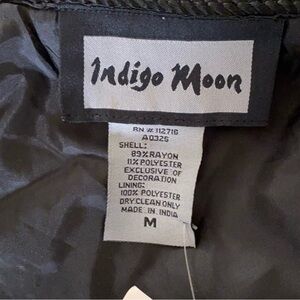 Indigo Moon
RN # 112716
A0325
SHELL:
89%RAYON
11% POLYESTER
EXCLUSIVE OF
DECORATION
LINING:
100% POLYESTER
DRY CLEAN ONLY
MADE IN INDIA
M